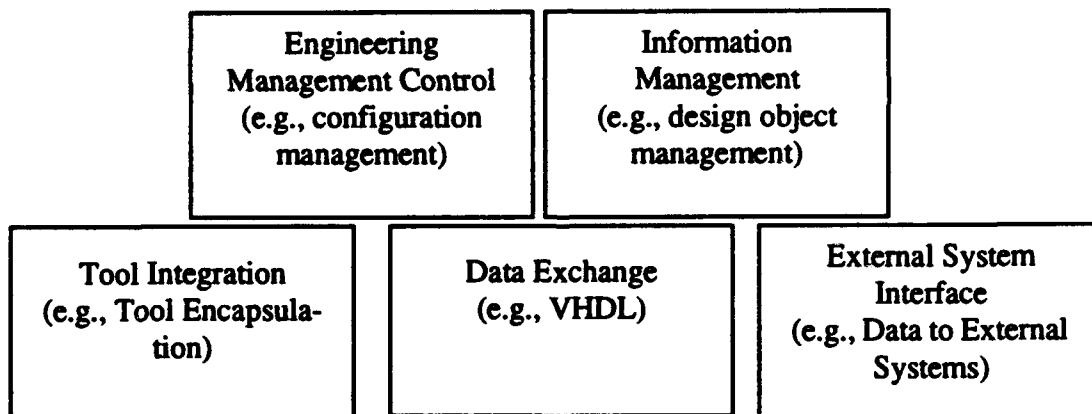 Engineering
Management Control
(e.g., configuration
management)
Information
Management
(e.g., design object
management)
Tool Integration
(e.g., Tool Encapsula-
tion)
Data Exchange
(e.g., VHDL)
External System
Interface
(e.g., Data to External
Systems)